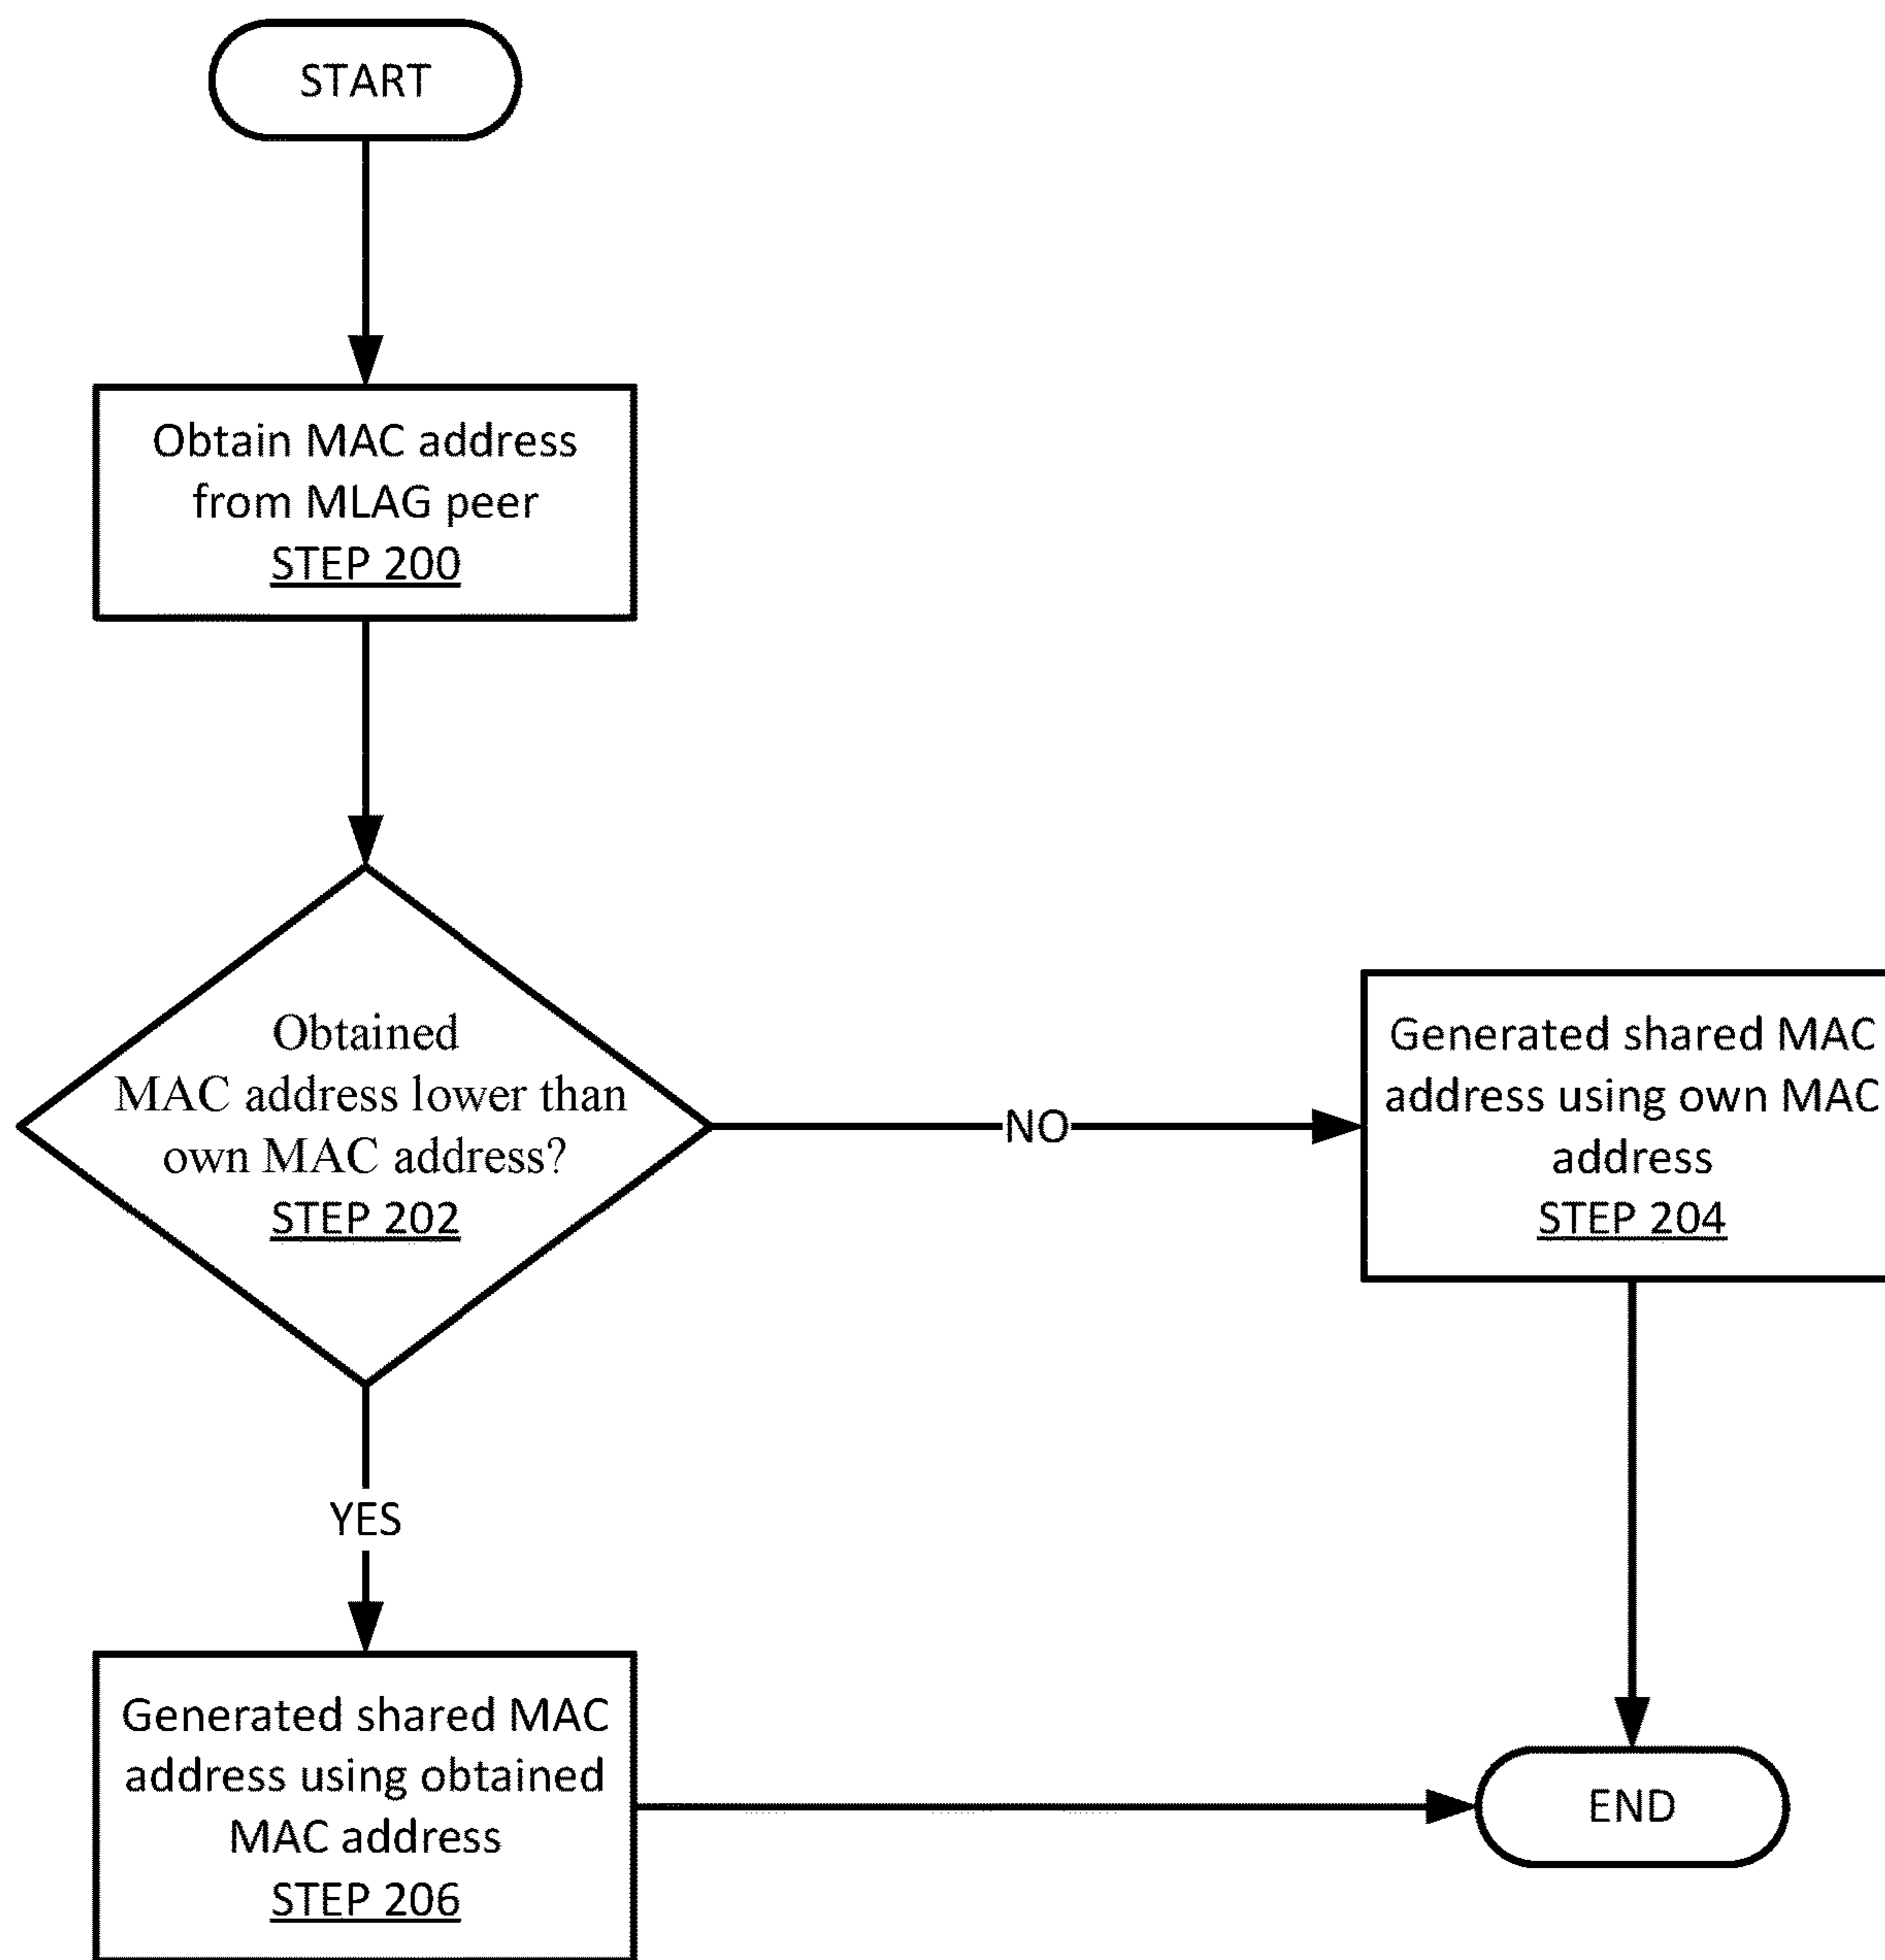 START
Obtain MAC address
from MLAG peer
STEP 200
Obtained
MAC address lower than
own MAC address?
STEP 202
NO
Generated shared MAC
address using own MAC
address
STEP 204
YES
Generated shared MAC
address using obtained
MAC address
STEP 206
END